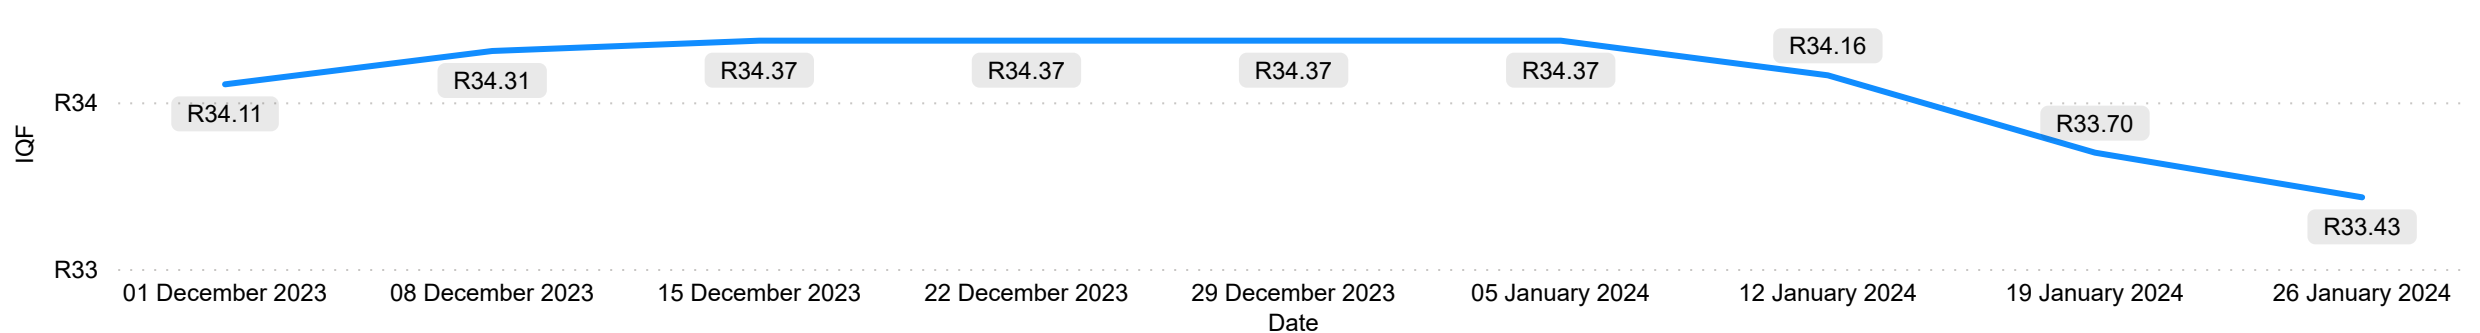 IQF
R34
R33
R34.11
R34.31
R34.37
R34.37
R34.37
R34.37
R34.16
R33.70
R33.43
01 December 2023
08 December 2023
15 December 2023
22 December 2023
29 December 2023
05 January 2024
12 January 2024
19 January 2024
26 January 2024
Date